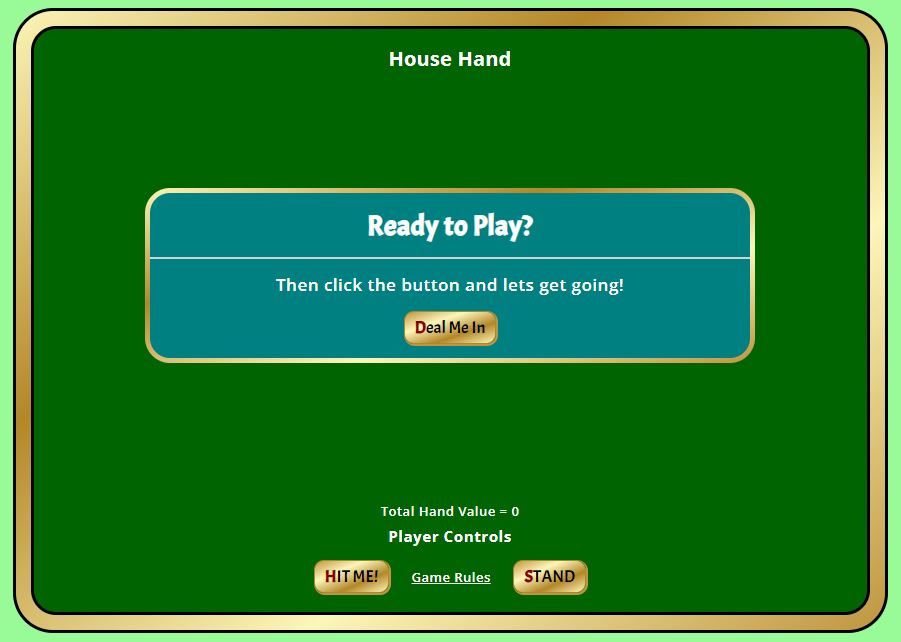 House Hand
Ready to Play?
Then click the button and lets get going!
Deal Me In
Total Hand Value = 0
Player Controls
HIT ME! Game Rules STAND